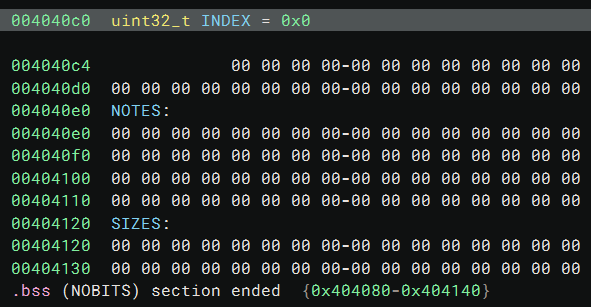 004040c0 uint32_t INDEX = 0x0
004040c4 00 00 00 00-00 00 00 00 00 00 00 00
004040d0 00 00 00 00 00 00 00 00-00 00 00 00 00 00 00 00
004040e0 NOTES:
004040e0 00 00 00 00 00 00 00 00-00 00 00 00 00 00 00 00
004040f0 00 00 00 00 00 00 00 00-00 00 00 00 00 00 00 00
00404100 00 00 00 00 00 00 00 00-00 00 00 00 00 00 00 00
00404110 00 00 00 00 00 00 00 00-00 00 00 00 00 00 00 00
00404120 SIZES:
00404120 00 00 00 00 00 00 00 00-00 00 00 00 00 00 00 00
00404130 00 00 00 00 00 00 00 00-00 00 00 00 00 00 00 00
.bss (NOBITS) section ended {0x404080-0x404140}